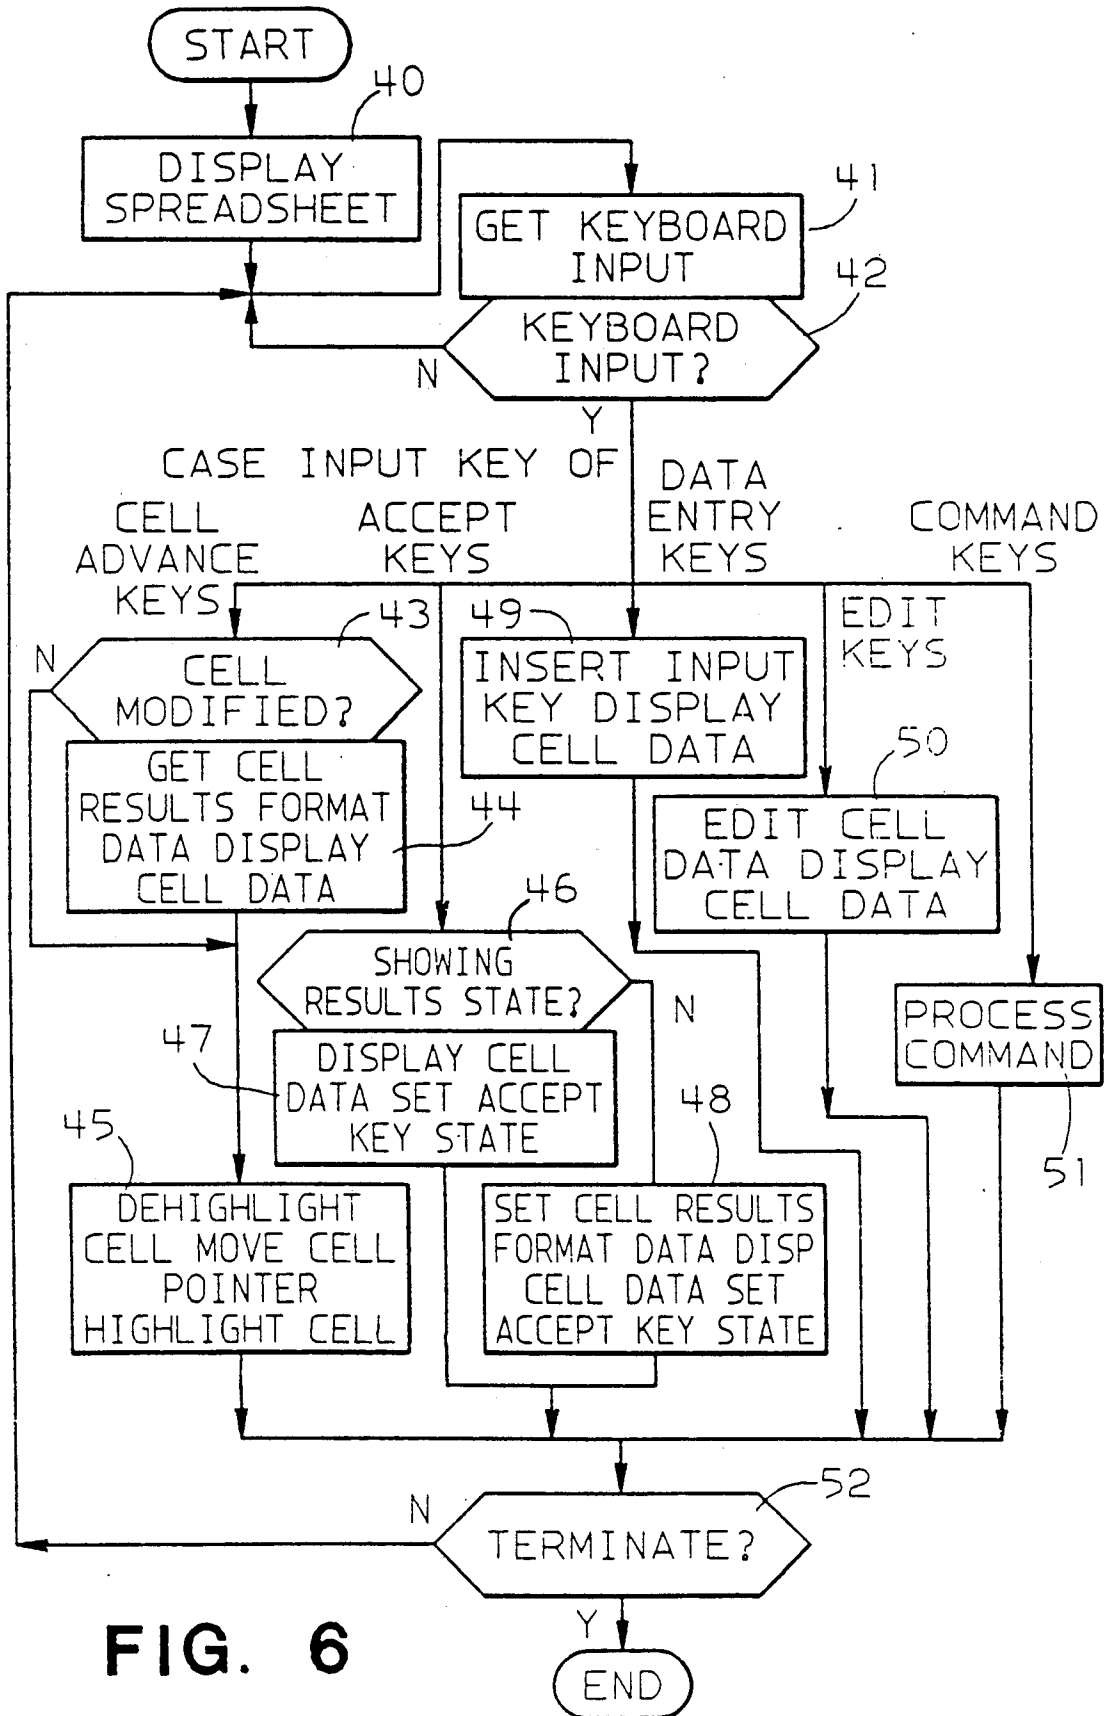 START
40
DISPLAY
SPREADSHEET
41
GET KEYBOARD
INPUT
42
KEYBOARD
INPUT?
N
Y
CASE INPUT KEY OF
CELL
ADVANCE
KEYS
ACCEPT
KEYS
DATA
ENTRY
KEYS
EDIT
KEYS
COMMAND
KEYS
43
N
CELL
MODIFIED?
GET CELL
RESULTS FORMAT
DATA DISPLAY
CELL DATA
44
49
INSERT INPUT
KEY DISPLAY
CELL DATA
50
EDIT CELL
DATA DISPLAY
CELL DATA
46
SHOWING
RESULTS STATE?
N
47
DISPLAY CELL
DATA SET ACCEPT
KEY STATE
PROCESS
COMMAND
51
45
DEHIGHLIGHT
CELL MOVE CELL
POINTER
HIGHLIGHT CELL
48
SET CELL RESULTS
FORMAT DATA DISP
CELL DATA SET
ACCEPT KEY STATE
52
N
TERMINATE?
Y
END
FIG. 6